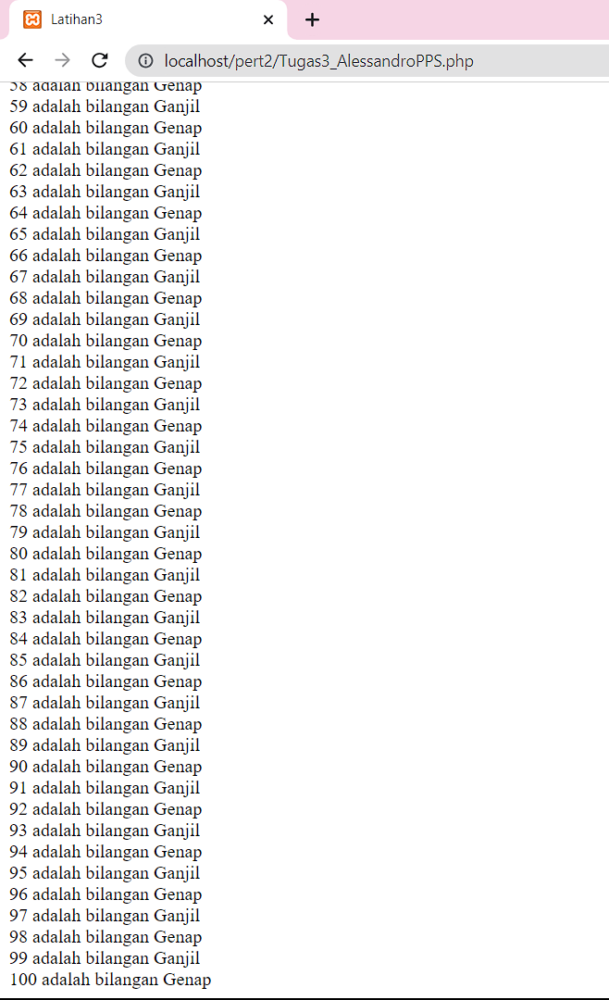 Latihan3
localhost/pert2/Tugas3_AlessandroPPS.php
58 adalah bilangan Genap
59 adalah bilangan Ganjil
60 adalah bilangan Genap
61 adalah bilangan Ganjil
62 adalah bilangan Genap
63 adalah bilangan Ganjil
64 adalah bilangan Genap
65 adalah bilangan Ganjil
66 adalah bilangan Genap
67 adalah bilangan Ganjil
68 adalah bilangan Genap
69 adalah bilangan Ganjil
70 adalah bilangan Genap
71 adalah bilangan Ganjil
72 adalah bilangan Genap
73 adalah bilangan Ganjil
74 adalah bilangan Genap
75 adalah bilangan Ganjil
76 adalah bilangan Genap
77 adalah bilangan Ganjil
78 adalah bilangan Genap
79 adalah bilangan Ganjil
80 adalah bilangan Genap
81 adalah bilangan Ganjil
82 adalah bilangan Genap
83 adalah bilangan Ganjil
84 adalah bilangan Genap
85 adalah bilangan Ganjil
86 adalah bilangan Genap
87 adalah bilangan Ganjil
88 adalah bilangan Genap
89 adalah bilangan Ganjil
90 adalah bilangan Genap
91 adalah bilangan Ganjil
92 adalah bilangan Genap
93 adalah bilangan Ganjil
94 adalah bilangan Genap
95 adalah bilangan Ganjil
96 adalah bilangan Genap
97 adalah bilangan Ganjil
98 adalah bilangan Genap
99 adalah bilangan Ganjil
100 adalah bilangan Genap